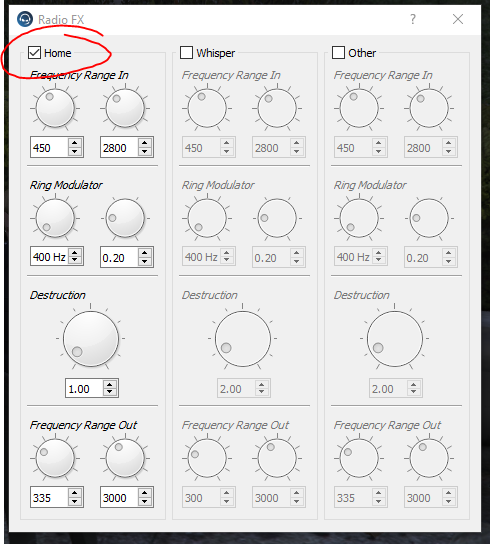 Radio FX ? ×
Home
Frequency Range In
450 2800
Ring Modulator
400 Hz 0.20
Destruction
1.00
Frequency Range Out
335 3000
Whisper
Frequency Range In
450 2800
Ring Modulator
400 Hz 0.20
Destruction
2.00
Frequency Range Out
300 3000
Other
Frequency Range In
450 2800
Ring Modulator
400 Hz 0.20
Destruction
2.00
Frequency Range Out
335 3000